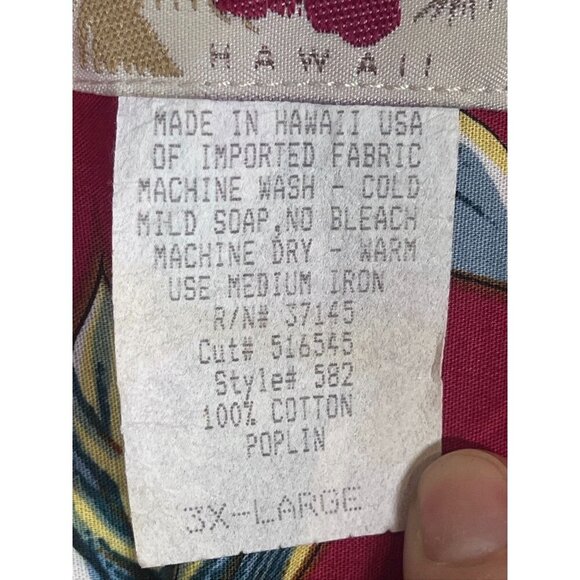 HAWAII
MADE IN HAWAII USA
OF IMPORTED FABRIC
MACHINE WASH - COLD
MILD SOAP,NO BLEACH
MACHINE DRY - WARM
USE MEDIUM IRON
R/N# 37145
Cut# 516545
Style# 582
100% COTTON
POPLIN
3X-LARGE